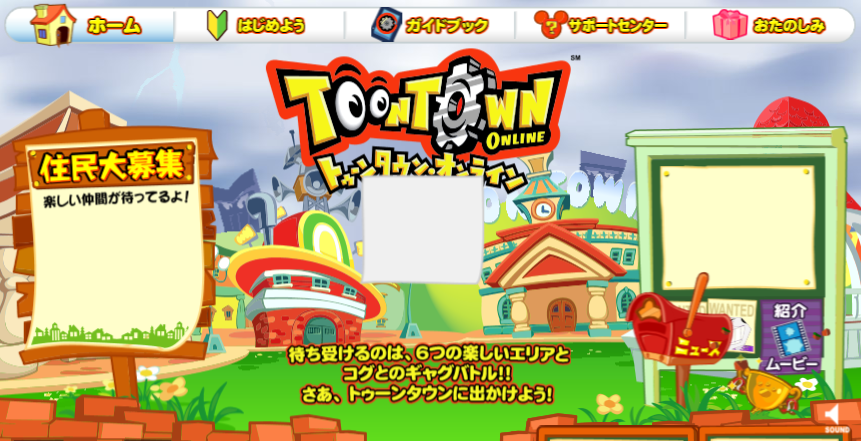 ホーム
はじめよう
ガイドブック
サポートセンター
おたのしみ
TOONTOWN
ONLINE
SM
トゥーンタウン・オンライン
住民大募集
楽しい仲間が待ってるよ!
TOWN
WANTED
紹介
ムービー
ニュース
待ち受けるのは、6つの楽しいエリアと
コグとのギャグバトル!!
さあ、トゥーンタウンに出かけよう!
SOUND